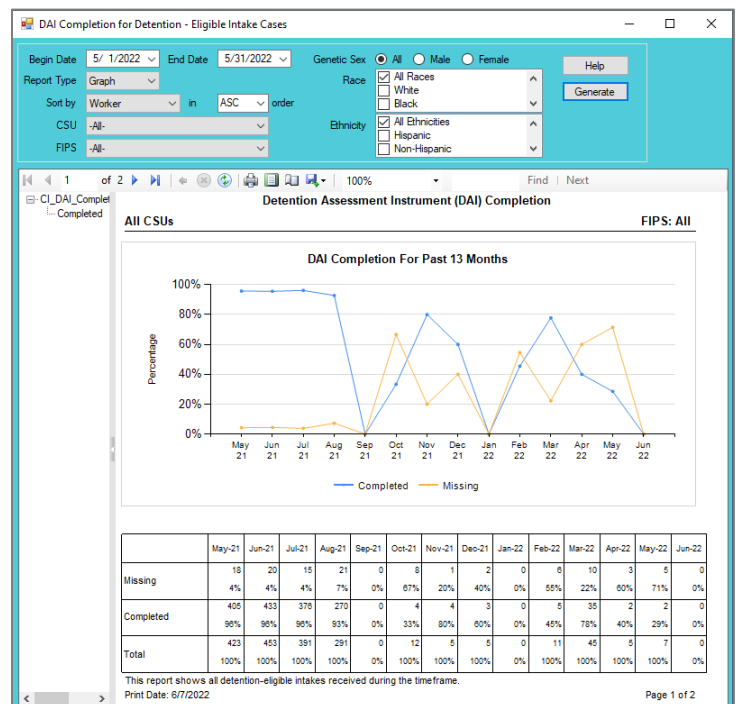 DAI Completion for Detention - Eligible Intake Cases
Begin Date 5/ 1/2022 End Date 5/31/2022 Genetic Sex All Male Female Help
Report Type Graph Race All Races
White
Black
Generate
Sort by Worker in ASC order
CSU -All- Ethnicity All Ethnicities
Hispanic
Non-Hispanic
FIPS -All-
1 of 2 100% Find | Next
CI_DAI_Complet
Completed
Detention Assessment Instrument (DAI) Completion
All CSUs FIPS: All
DAI Completion For Past 13 Months
100%
80%
60%
40%
20%
0%
Percentage
May 21 Jun 21 Jul 21 Aug 21 Sep 21 Oct 21 Nov 21 Dec 21 Jan 22 Feb 22 Mar 22 Apr 22 May 22 Jun 22
Completed Missing
May-21 Jun-21 Jul-21 Aug-21 Sep-21 Oct-21 Nov-21 Dec-21 Jan-22 Feb-22 Mar-22 Apr-22 May-22 Jun-22
Missing
18 20 15 21 0 8 1 2 0 6 10 3 5 0
4% 4% 4% 7% 0% 67% 20% 40% 0% 55% 22% 60% 71% 0%
Completed
405 433 376 270 0 4 4 3 0 5 35 2 2 0
96% 96% 96% 93% 0% 33% 80% 60% 0% 45% 78% 40% 29% 0%
Total
423 453 391 291 0 12 5 5 0 11 45 5 7 0
100% 100% 100% 100% 0% 100% 100% 100% 0% 100% 100% 100% 100% 0%
This report shows all detention-eligible intakes received during the timeframe.
Print Date: 6/7/2022 Page 1 of 2